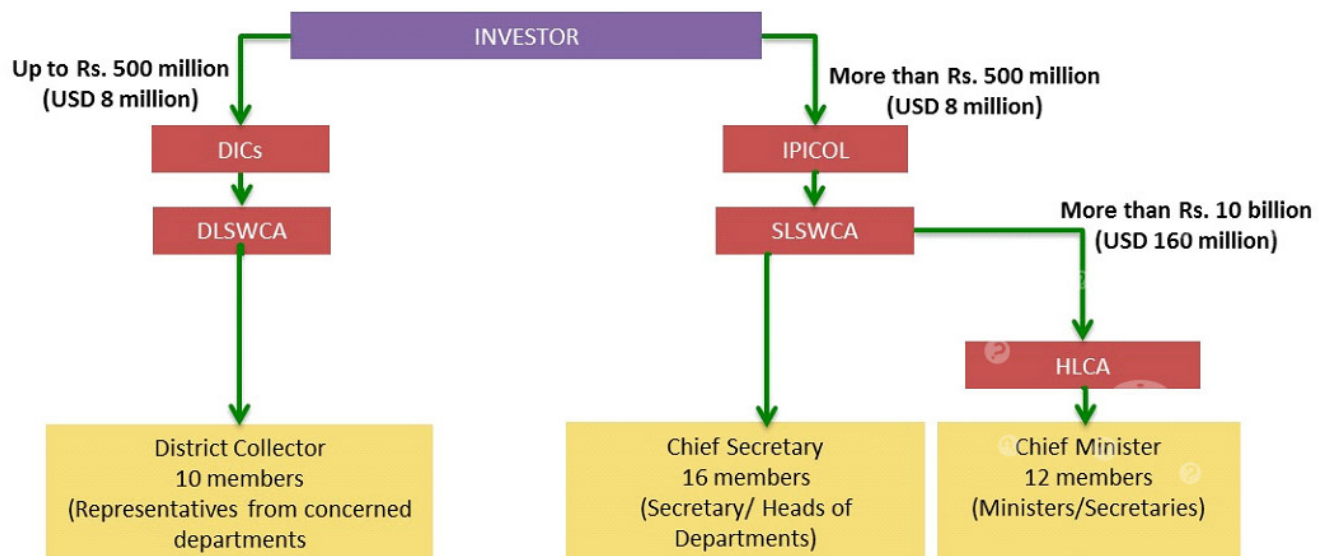 INVESTOR
Up to Rs. 500 million
(USD 8 million)
More than Rs. 500 million
(USD 8 million)
DICs
IPICOL
DLSWCA
SLSWCA
More than Rs. 10 billion
(USD 160 million)
HLCA
District Collector
10 members
(Representatives from concerned
departments
Chief Secretary
16 members
(Secretary/ Heads of
Departments)
Chief Minister
12 members
(Ministers/Secretaries)